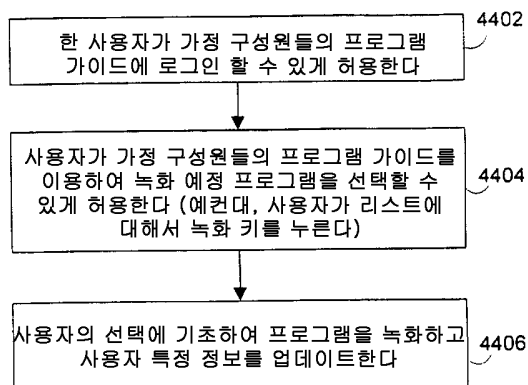 4402
한 사용자가 가정 구성원들의 프로그램
가이드에 로그인 할 수 있게 허용한다
사용자가 가정 구성원들의 프로그램 가이드를
이용하여 녹화 예정 프로그램을 선택할 수
있게 허용한다 (예컨대, 사용자가 리스트에
대해서 녹화 키를 누른다)
4404
사용자의 선택에 기초하여 프로그램을 녹화하고
사용자 특정 정보를 업데이트한다
4406